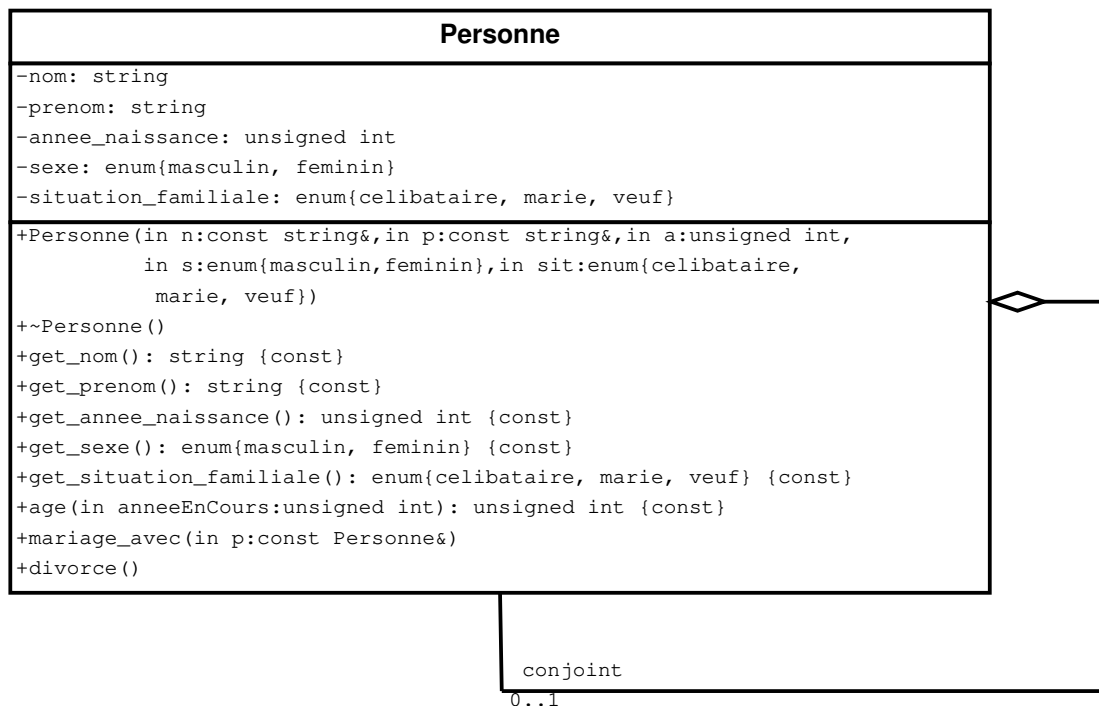 Personne
-nom: string
-prenom: string
-annee_naissance: unsigned int
-sexe: enum{masculin, feminin}
-situation_familiale: enum{celibataire, marie, veuf}
+Personne(in n:const string&,in p:const string&,in a:unsigned int,
in s:enum{masculin,feminin},in sit:enum{celibataire,
marie, veuf})
+~Personne()
+get_nom(): string {const}
+get_prenom(): string {const}
+get_annee_naissance(): unsigned int {const}
+get_sexe(): enum{masculin, feminin} {const}
+get_situation_familiale(): enum{celibataire, marie, veuf} {const}
+age(in anneeEnCours:unsigned int): unsigned int {const}
+mariage_avec(in p:const Personne&)
+divorce()
conjoint
0..1